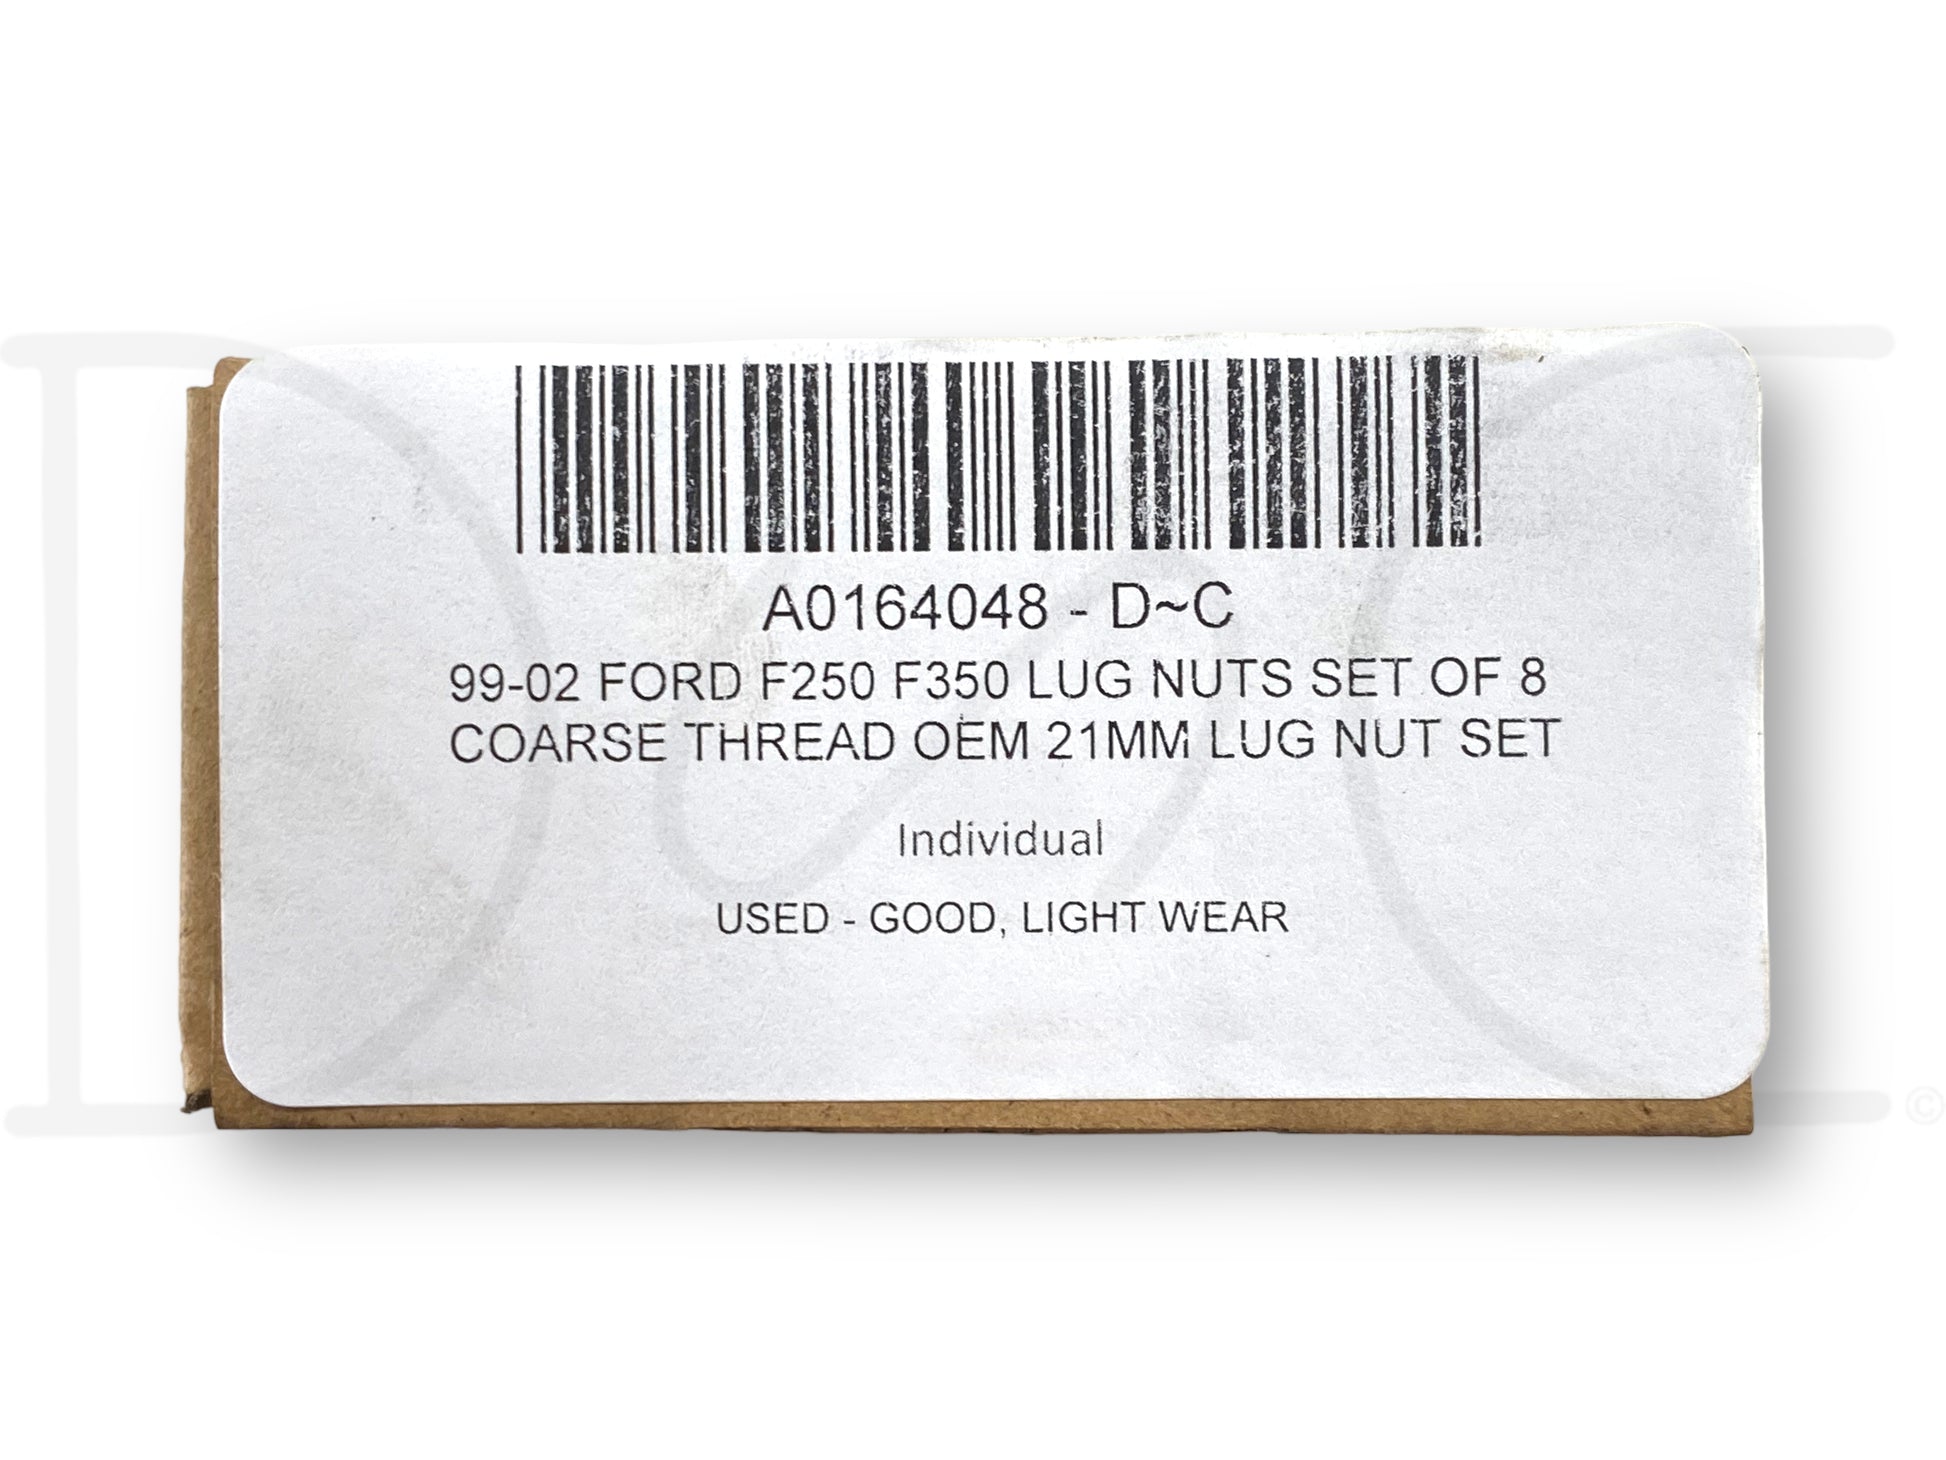 A0164048 - D~C
99-02 FORD F250 F350 LUG NUTS SET OF 8
COARSE THREAD OEM 21MM LUG NUT SET
Individual
USED - GOOD, LIGHT WEAR
D&C
©